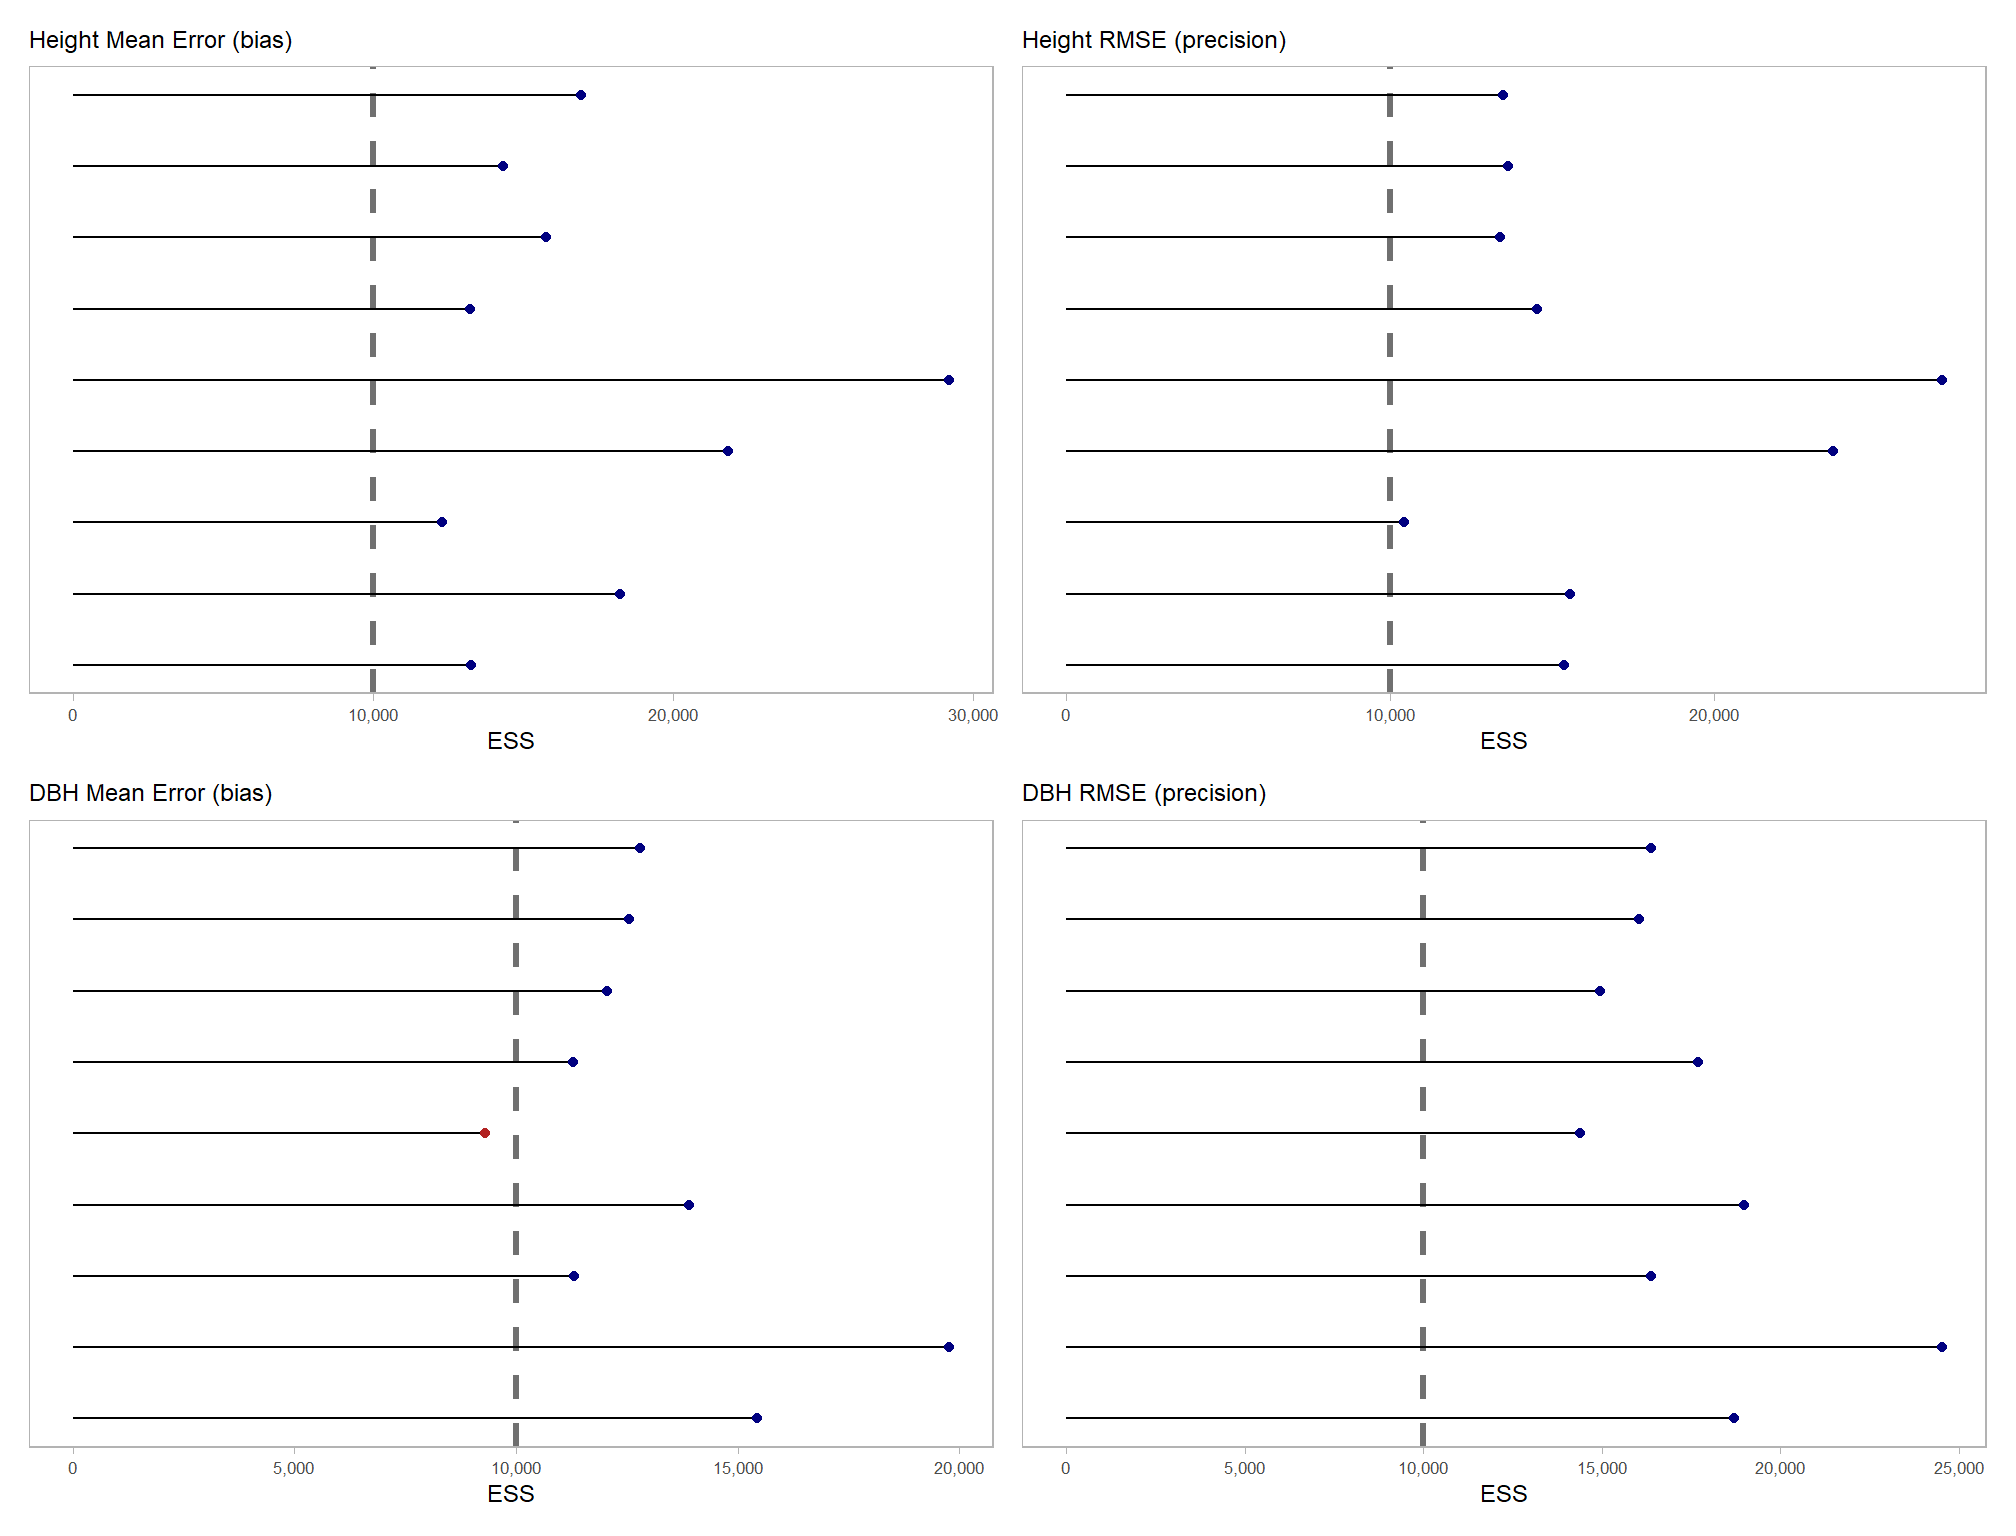 Height Mean Error (bias)
0 10,000 20,000 30,000
ESS
Height RMSE (precision)
0 10,000 20,000
ESS
DBH Mean Error (bias)
0 5,000 10,000 15,000 20,000
ESS
DBH RMSE (precision)
0 5,000 10,000 15,000 20,000 25,000
ESS